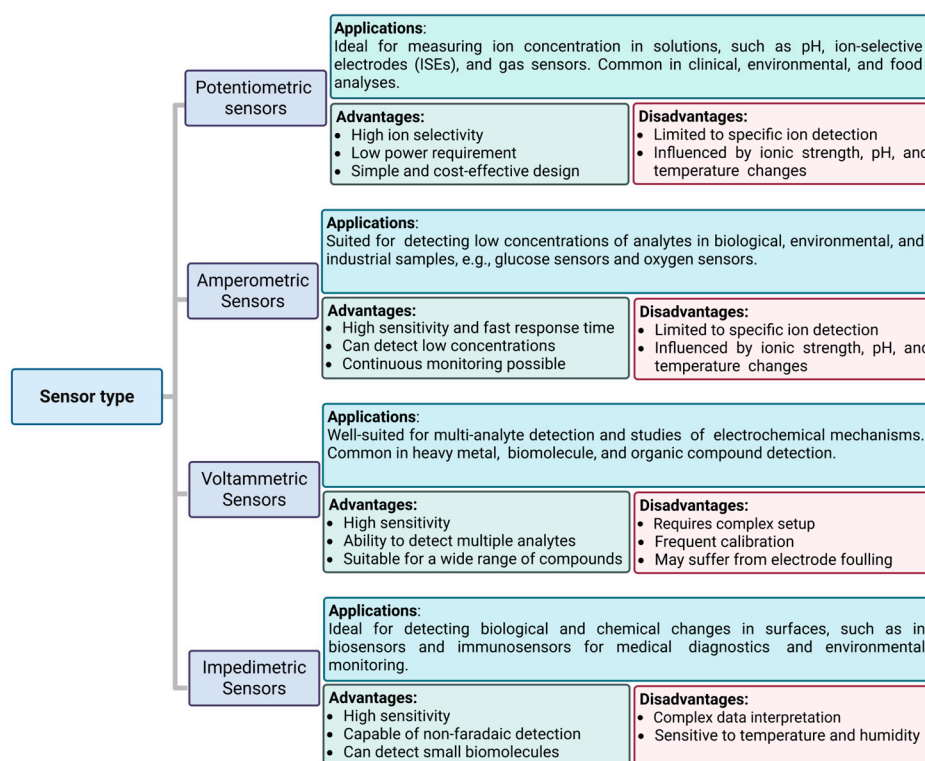 Sensor type
Potentiometric
sensors
Applications:
Ideal for measuring ion concentration in solutions, such as pH, ion-selective
electrodes (ISEs), and gas sensors. Common in clinical, environmental, and food
analyses.
Advantages:
• High ion selectivity
• Low power requirement
• Simple and cost-effective design
Disadvantages:
• Limited to specific ion detection
• Influenced by ionic strength, pH, and
temperature changes
Amperometric
Sensors
Applications:
Suited for detecting low concentrations of analytes in biological, environmental, and
industrial samples, e.g., glucose sensors and oxygen sensors.
Advantages:
• High sensitivity and fast response time
• Can detect low concentrations
• Continuous monitoring possible
Disadvantages:
• Limited to specific ion detection
• Influenced by ionic strength, pH, and
temperature changes
Voltammetric
Sensors
Applications:
Well-suited for multi-analyte detection and studies of electrochemical mechanisms.
Common in heavy metal, biomolecule, and organic compound detection.
Advantages:
• High sensitivity
• Ability to detect multiple analytes
• Suitable for a wide range of compounds
Disadvantages:
• Requires complex setup
• Frequent calibration
• May suffer from electrode foulling
Impedimetric
Sensors
Applications:
Ideal for detecting biological and chemical changes in surfaces, such as in
biosensors and immunosensors for medical diagnostics and environmental
monitoring.
Advantages:
• High sensitivity
• Capable of non-faradaic detection
• Can detect small biomolecules
Disadvantages:
• Complex data interpretation
• Sensitive to temperature and humidity